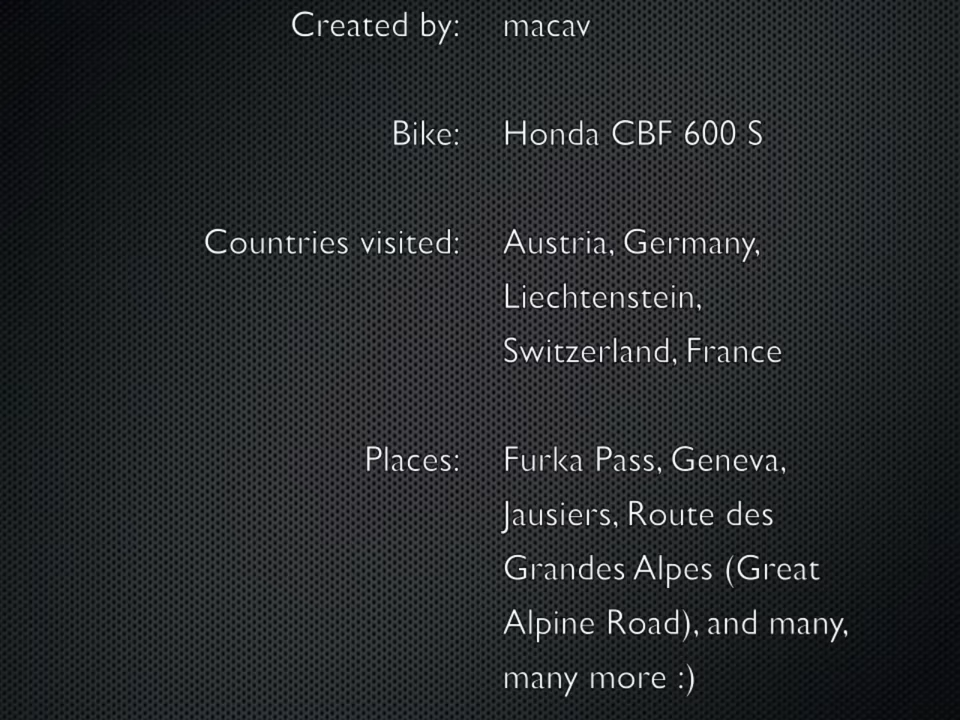 Created by: macav
Bike: Honda CBF 600 S
Countries visited: Austria, Germany,
Liechtenstein,
Switzerland, France
Places: Furka Pass, Geneva,
Jausiers, Route des
Grandes Alpes (Great
Alpine Road), and many,
many more :)